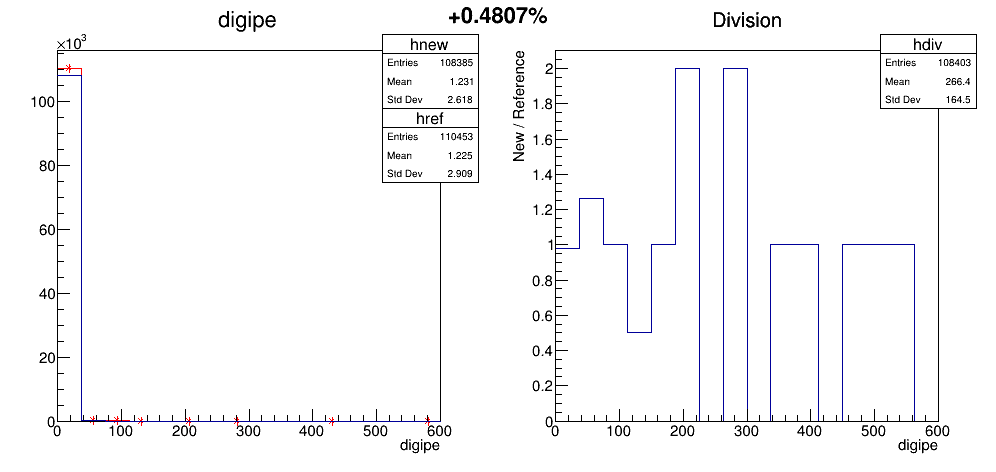 +0.4807%
digipe
×10³
hnew
Entries 108385
Mean 1.231
Std Dev 2.618
href
Entries 110453
Mean 1.225
Std Dev 2.909
100
80
60
40
20
0
0 100 200 300 400 500 600
digipe
Division
hdiv
Entries 108403
Mean 266.4
Std Dev 164.5
New / Reference
2
1.8
1.6
1.4
1.2
1
0.8
0.6
0.4
0.2
0
0 100 200 300 400 500 600
digipe